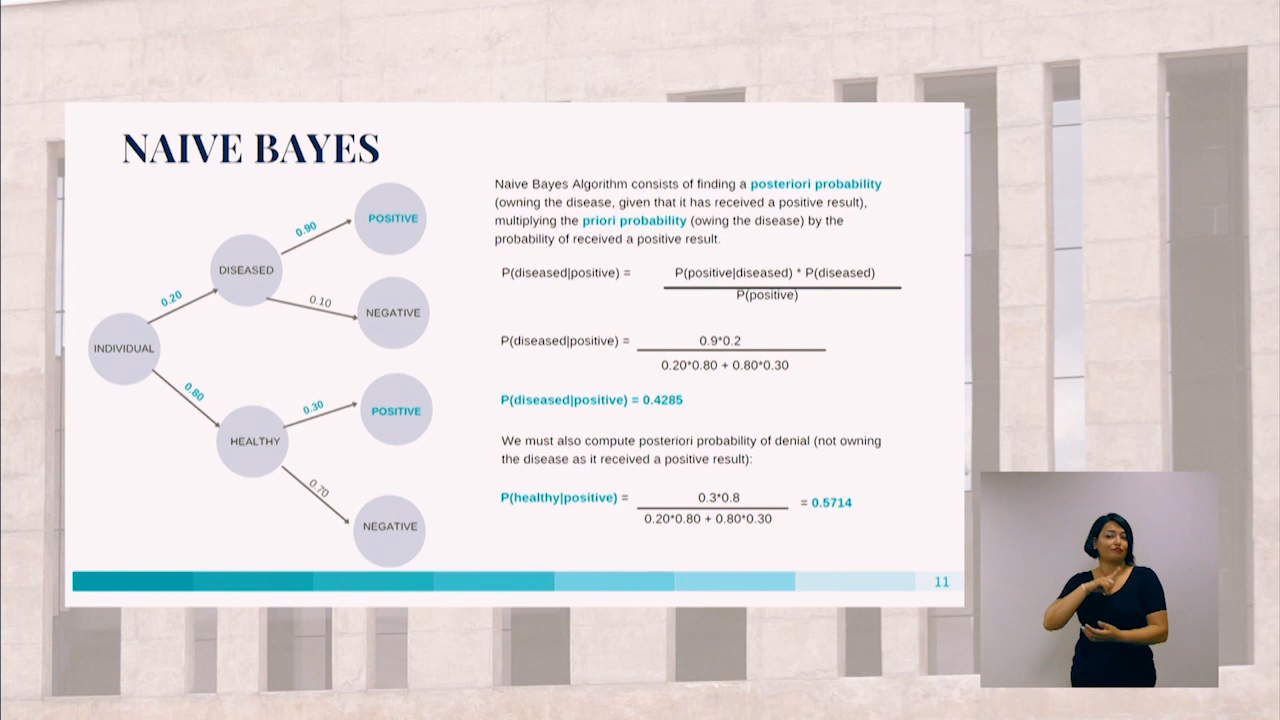 NAIVE BAYES
INDIVIDUAL
0.20
0.80
DISEASED
0.90
0.10
POSITIVE
NEGATIVE
HEALTHY
0.30
0.70
POSITIVE
NEGATIVE
Naive Bayes Algorithm consists of finding a posteriori probability
(owning the disease, given that it has received a positive result),
multiplying the priori probability (owing the disease) by the
probability of received a positive result.
P(diseased|positive) = P(positive|diseased) * P(diseased)
P(positive)
P(diseased|positive) = 0.9*0.2
0.20*0.80 + 0.80*0.30
P(diseased|positive) = 0.4285
We must also compute posteriori probability of denial (not owning
the disease as it received a positive result):
P(healthy|positive) = 0.3*0.8 = 0.5714
0.20*0.80 + 0.80*0.30
11